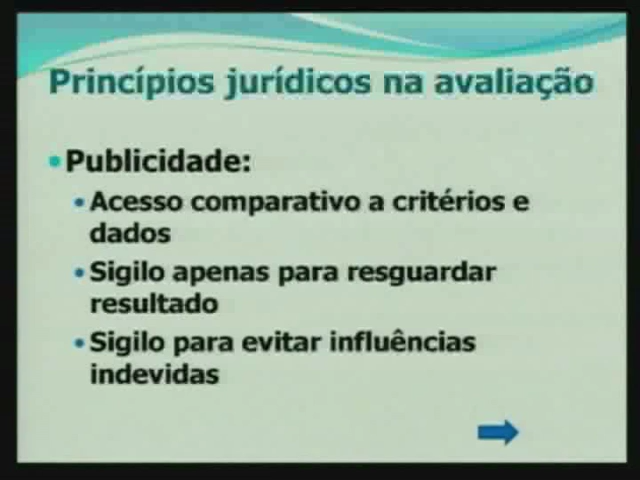 Princípios jurídicos na avaliação
•Publicidade:
•Acesso comparativo a critérios e
dados
•Sigilo apenas para resguardar
resultado
•Sigilo para evitar influências
indevidas